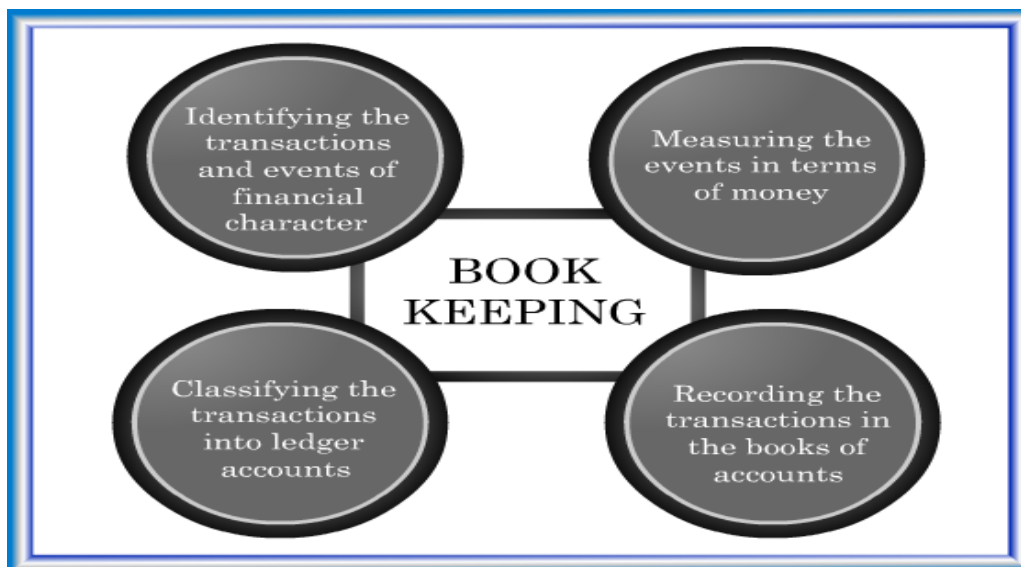 Identifying the
transactions
and events of
financial
character
Measuring the
events in terms
of money
BOOK
KEEPING
Classifying the
transactions
into ledger
accounts
Recording the
transactions in
the books of
accounts